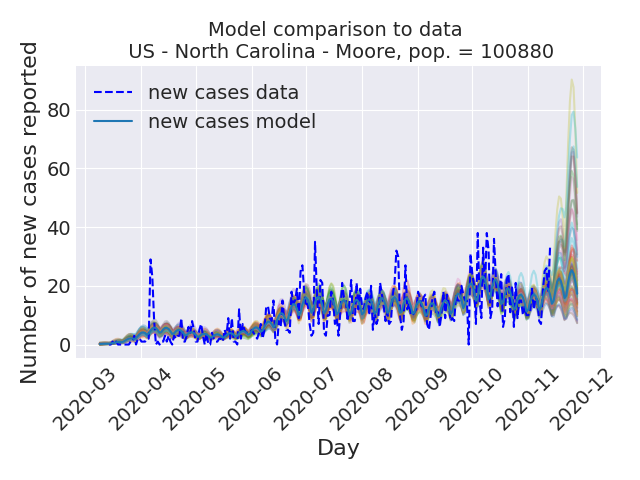 Model comparison to data
US - North Carolina - Moore, pop. = 100880
Number of new cases reported
new cases data
new cases model
80
60
40
20
0
2020-03
2020-04
2020-05
2020-06
2020-07
2020-08
2020-09
2020-10
2020-11
2020-12
Day